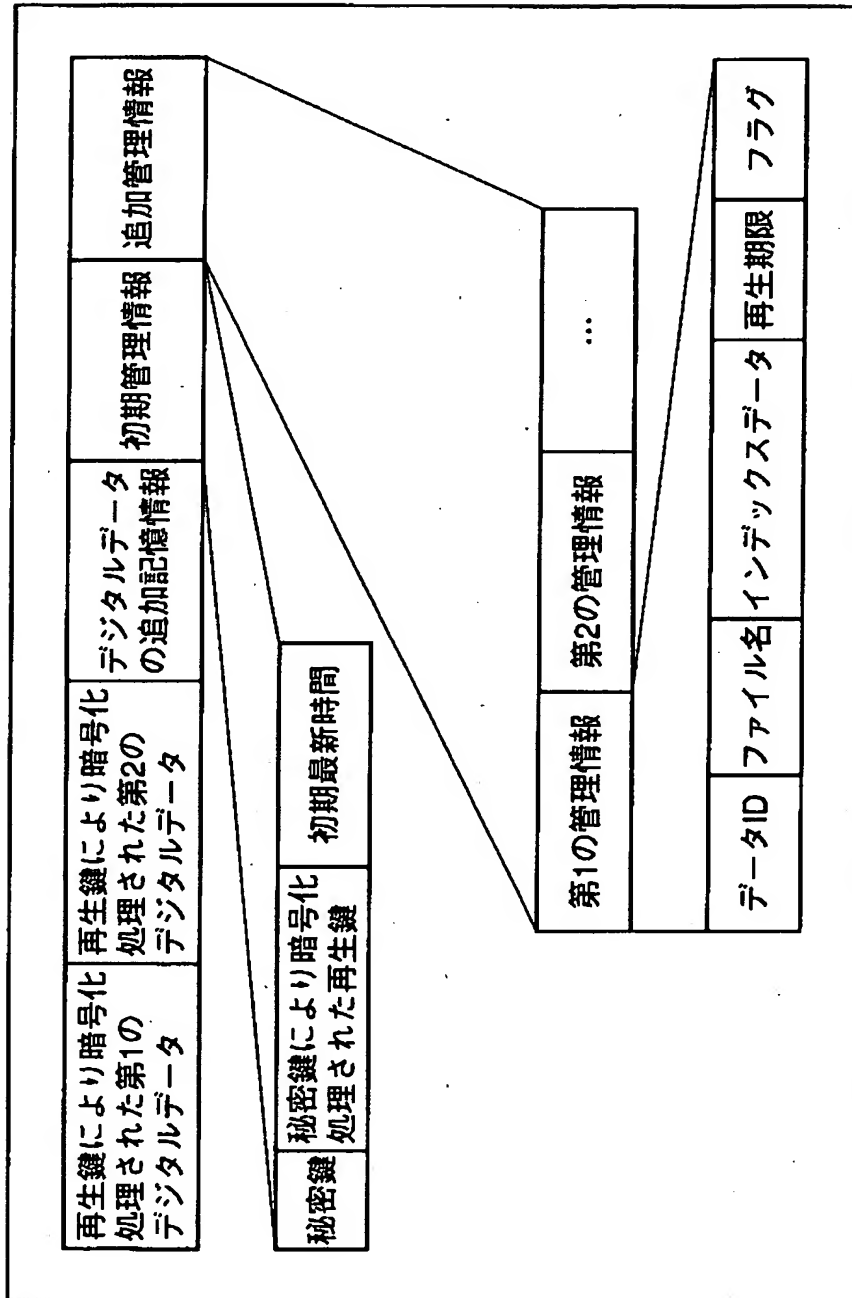 再生鍵により暗号化
処理された第1の
デジタルデータ
再生鍵により暗号化
処理された第2の
デジタルデータ
デジタルデータ
の追加記憶情報
初期管理情報
追加管理情報
秘密鍵
秘密鍵により暗号化
処理された再生鍵
初期最新時間
第1の管理情報
第2の管理情報
…
データID
ファイル名
インデックスデータ
再生期限
フラグ